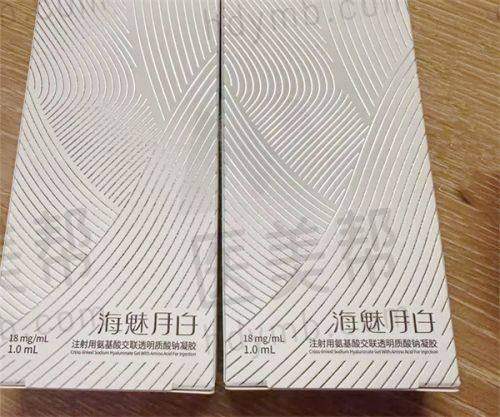 海魅月白
18 mg/mL
1.0 mL
注射用氨基酸交联透明质酸钠凝胶
Cross-linked Sodium Hyaluronate Gel With Amino Acid For Injection
海魅月白
18 mg/mL
1.0 mL
注射用氨基酸交联透明质酸钠凝胶
Cross-linked Sodium Hyaluronate Gel With Amino Acid For Injection
医美帮